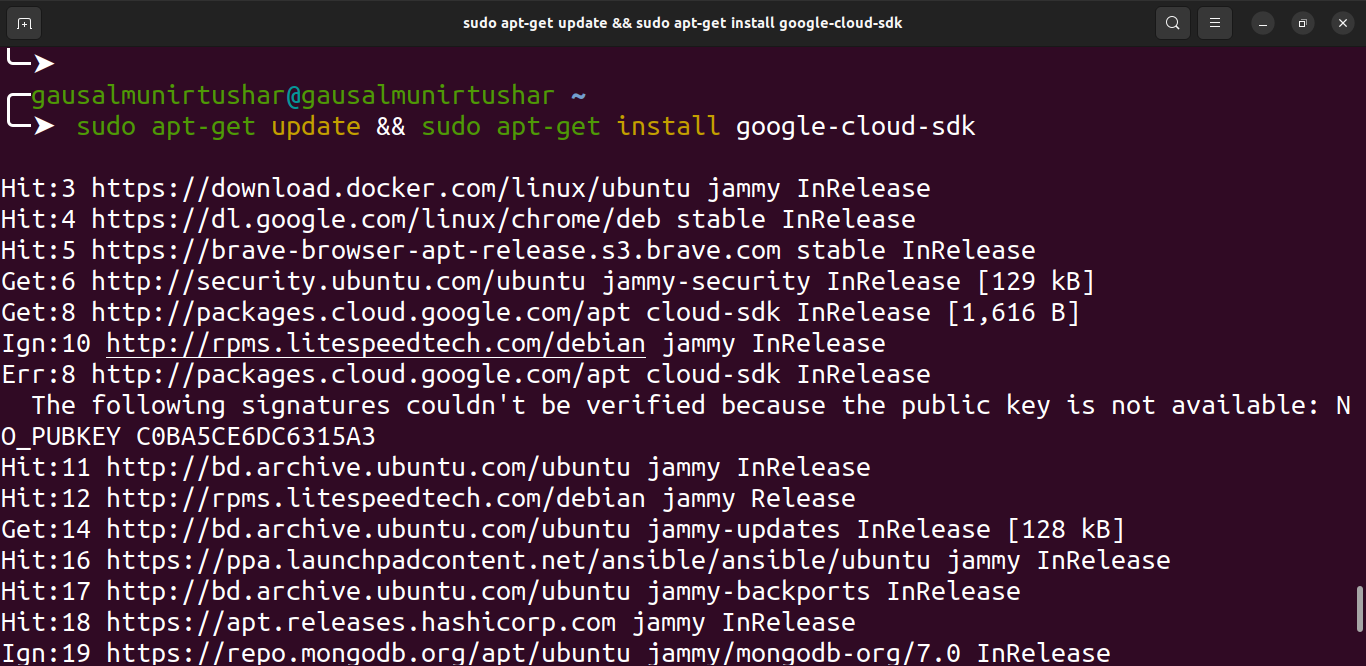 sudo apt-get update && sudo apt-get install google-cloud-sdk
gausalmunirtushar@gausalmunirtushar ~
sudo apt-get update && sudo apt-get install google-cloud-sdk
Hit:3 https://download.docker.com/linux/ubuntu jammy InRelease
Hit:4 https://dl.google.com/linux/chrome/deb stable InRelease
Hit:5 https://brave-browser-apt-release.s3.brave.com stable InRelease
Get:6 http://security.ubuntu.com/ubuntu jammy-security InRelease [129 kB]
Get:8 http://packages.cloud.google.com/apt cloud-sdk InRelease [1,616 B]
Ign:10 http://rpms.litespeedtech.com/debian jammy InRelease
Err:8 http://packages.cloud.google.com/apt cloud-sdk InRelease
The following signatures couldn't be verified because the public key is not available: N
O_PUBKEY C0BA5CE6DC6315A3
Hit:11 http://bd.archive.ubuntu.com/ubuntu jammy InRelease
Hit:12 http://rpms.litespeedtech.com/debian jammy Release
Get:14 http://bd.archive.ubuntu.com/ubuntu jammy-updates InRelease [128 kB]
Hit:16 https://ppa.launchpadcontent.net/ansible/ansible/ubuntu jammy InRelease
Hit:17 http://bd.archive.ubuntu.com/ubuntu jammy-backports InRelease
Hit:18 https://apt.releases.hashicorp.com jammy InRelease
Ign:19 https://repo.mongodb.org/apt/ubuntu jammy/mongodb-org/7.0 InRelease